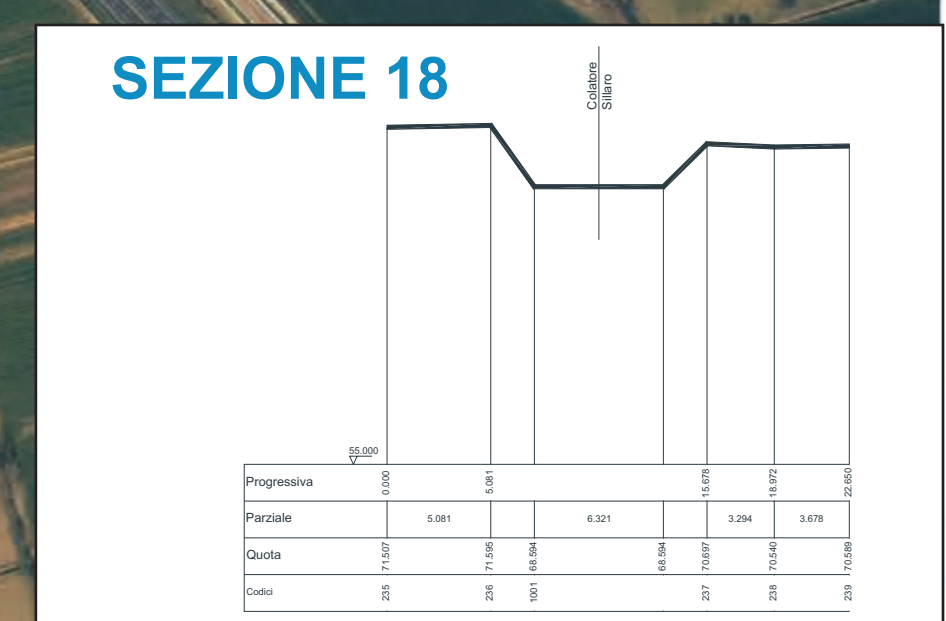 SEZIONE 18
Colatore
Sillaro
55.000
Progressiva 0.000 5.081 15.678 18.972 22.650
Parziale 5.081 6.321 3.294 3.678
Quota 71.507 71.595 68.594 68.594 70.697 70.540 70.589
Codici 235 236 1001 237 238 239